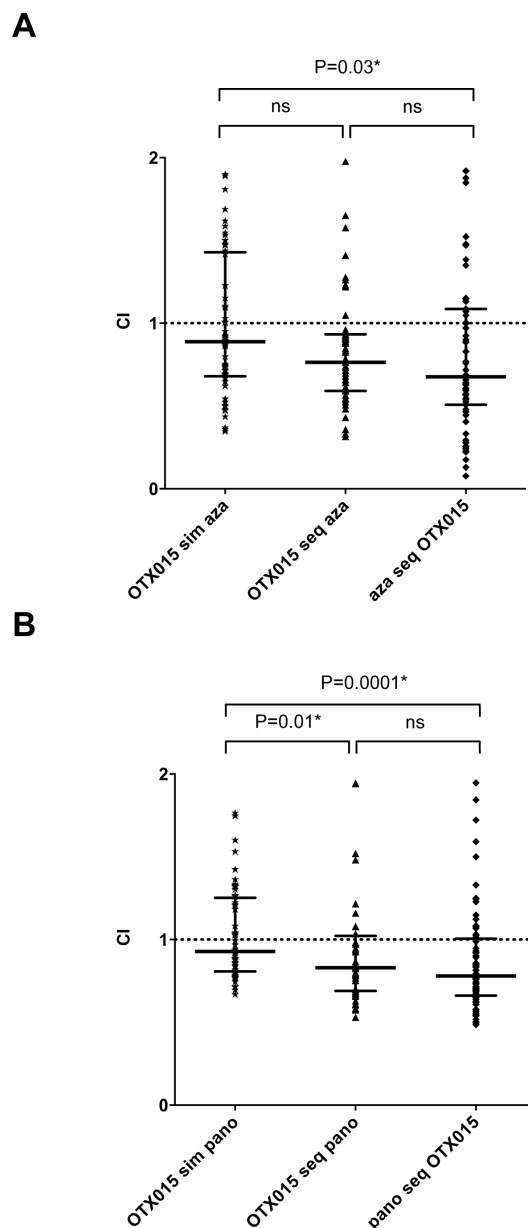 A
P=0.03*
ns ns
2
1
0
CI
OTX015 sim aza
OTX015 seq aza
aza seq OTX015
B
P=0.0001*
P=0.01* ns
2
1
0
CI
OTX015 sim pano
OTX015 seq pano
pano seq OTX015